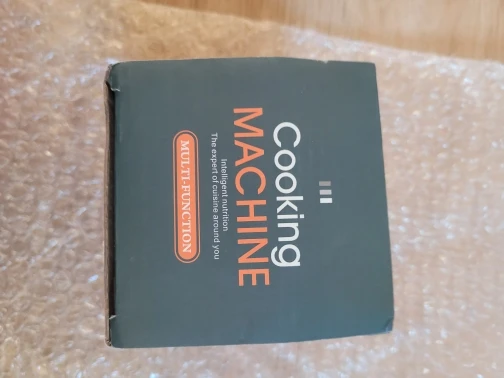 Cooking
MACHINE
Intelligent nutrition
The expert of cuisine around you
MULTI-FUNCTION